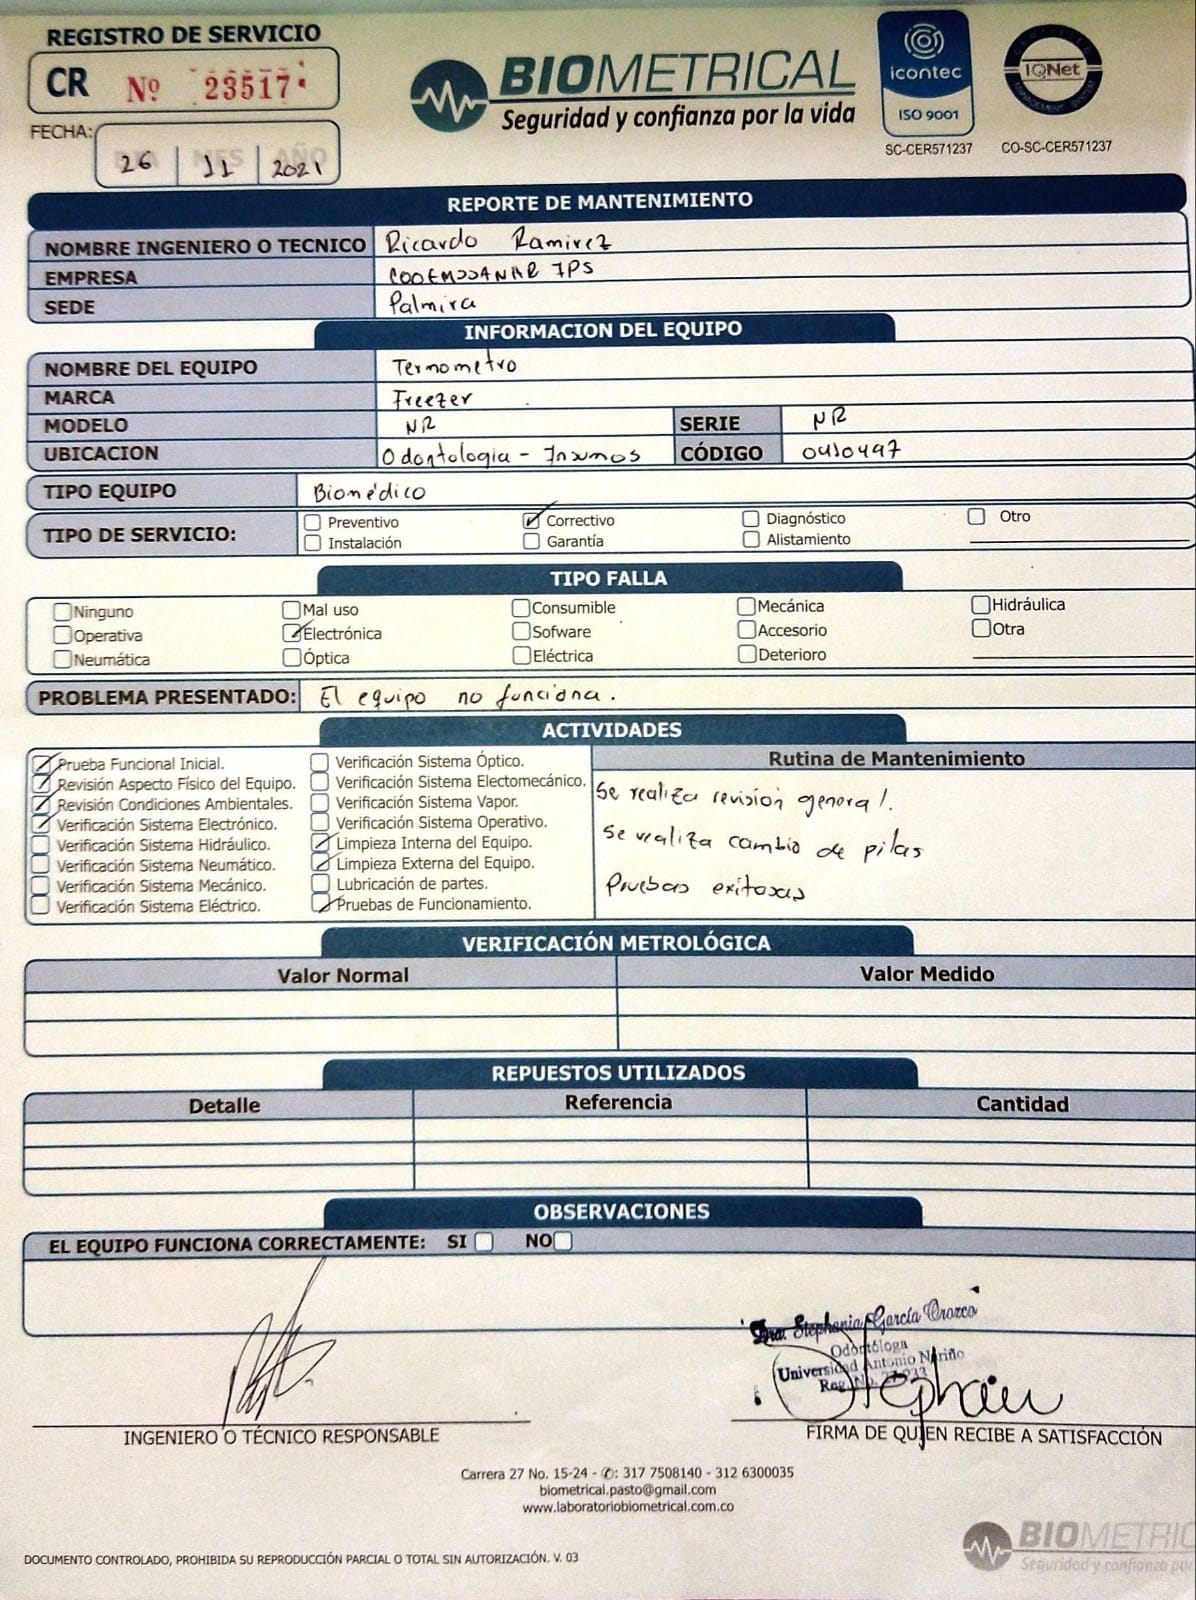 REGISTRO DE SERVICIO
CR Nº 23517
FECHA: 26 11 2021
DIA MES AÑO
BIOMETRICAL
Seguridad y confianza por la vida
icontec
ISO 9001
SC-CER571237
CERTIFIED
IQNet
MANAGEMENT SYSTEM
CO-SC-CER571237
REPORTE DE MANTENIMIENTO
NOMBRE INGENIERO O TECNICO Ricardo Ramirez
EMPRESA COOEMSSANAR IPS
SEDE Palmira
INFORMACION DEL EQUIPO
NOMBRE DEL EQUIPO Termometro
MARCA Freezer
MODELO NR SERIE NR
UBICACION Odontologia - Insumos CÓDIGO 0410497
TIPO EQUIPO Biomédico
TIPO DE SERVICIO:
Preventivo Correctivo Diagnóstico Otro
Instalación Garantía Alistamiento
TIPO FALLA
Ninguno Mal uso Consumible Mecánica Hidráulica
Operativa Electrónica Sofware Accesorio Otra
Neumática Óptica Eléctrica Deterioro
PROBLEMA PRESENTADO: El equipo no funciona.
ACTIVIDADES
Prueba Funcional Inicial.
Revisión Aspecto Físico del Equipo.
Revisión Condiciones Ambientales.
Verificación Sistema Electrónico.
Verificación Sistema Hidráulico.
Verificación Sistema Neumático.
Verificación Sistema Mecánico.
Verificación Sistema Eléctrico.
Verificación Sistema Óptico.
Verificación Sistema Electomecánico.
Verificación Sistema Vapor.
Verificación Sistema Operativo.
Limpieza Interna del Equipo.
Limpieza Externa del Equipo.
Lubricación de partes.
Pruebas de Funcionamiento.
Rutina de Mantenimiento
Se realiza revisión general.
Se realiza cambio de pilas
Pruebas exitosas
VERIFICACIÓN METROLÓGICA
Valor Normal Valor Medido
REPUESTOS UTILIZADOS
Detalle Referencia Cantidad
OBSERVACIONES
EL EQUIPO FUNCIONA CORRECTAMENTE: SI NO
Dra. Stephania García Orozco
Odontóloga
Universidad Antonio Nariño
Reg. No.
Stephan
INGENIERO O TÉCNICO RESPONSABLE
FIRMA DE QUIEN RECIBE A SATISFACCIÓN
Carrera 27 No. 15-24 - ✆: 317 7508140 - 312 6300035
biometrical.pasto@gmail.com
www.laboratoriobiometrical.com.co
DOCUMENTO CONTROLADO, PROHIBIDA SU REPRODUCCIÓN PARCIAL O TOTAL SIN AUTORIZACIÓN. V. 03
BIOMETRIC
Seguridad y confianza por